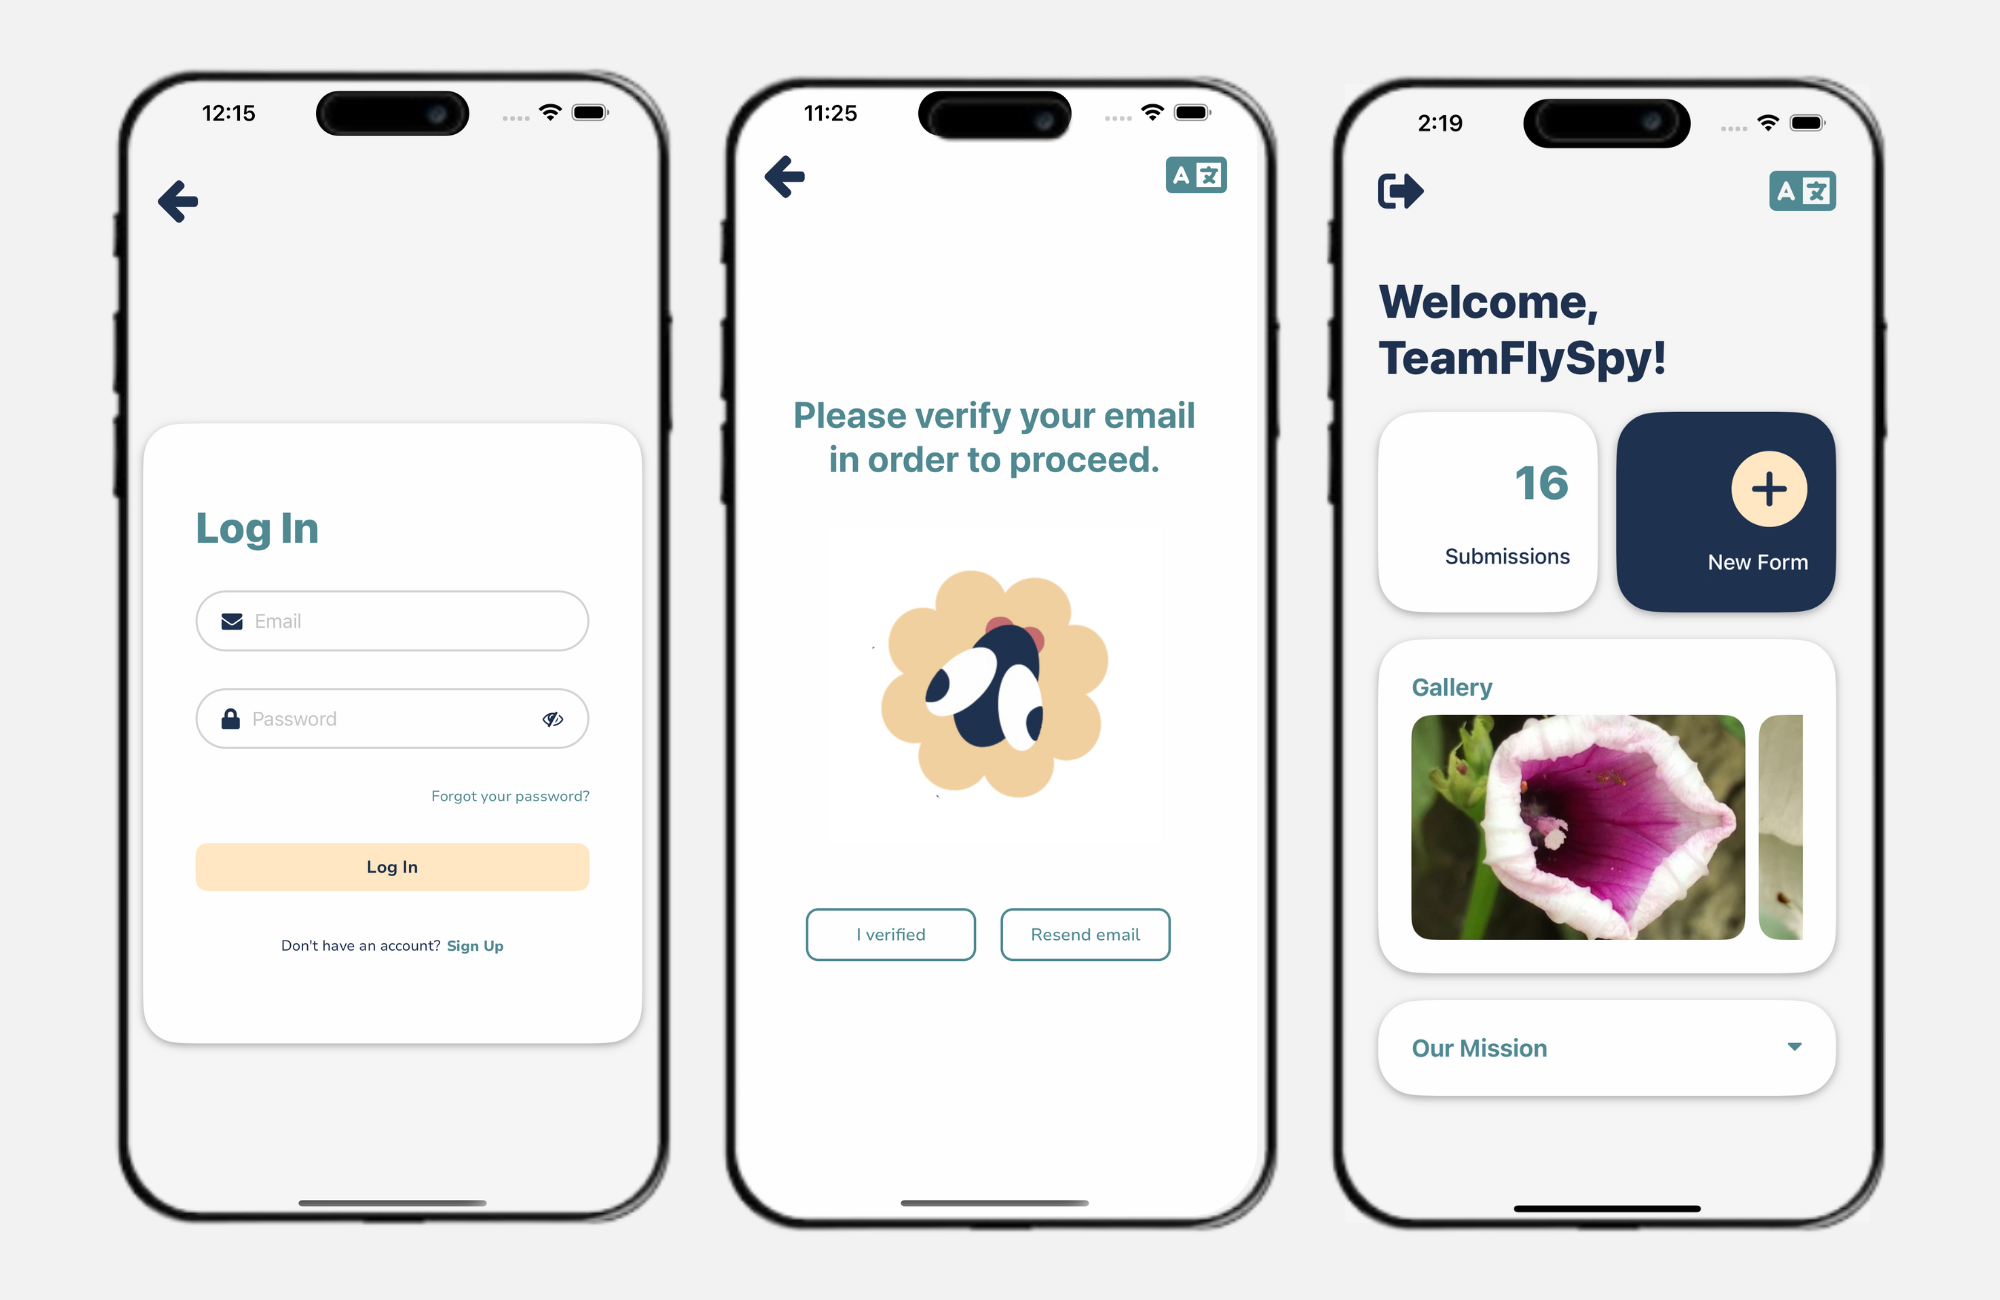 12:15
Log In
Email
Password
Forgot your password?
Log In
Don't have an account? Sign Up
11:25
A 文
Please verify your email
in order to proceed.
I verified
Resend email
2:19
A 文
Welcome,
TeamFlySpy!
16
Submissions
New Form
Gallery
Our Mission